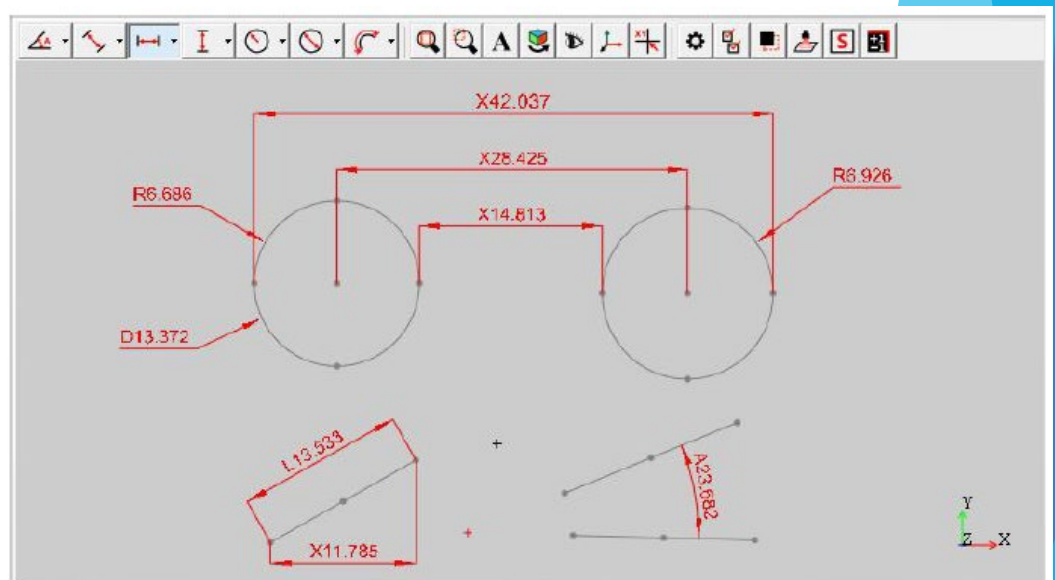 A
X42.037
X28.425
R6.686
R6.926
X14.813
D13.372
L13.533
A23.682
X11.785
Y
Z X